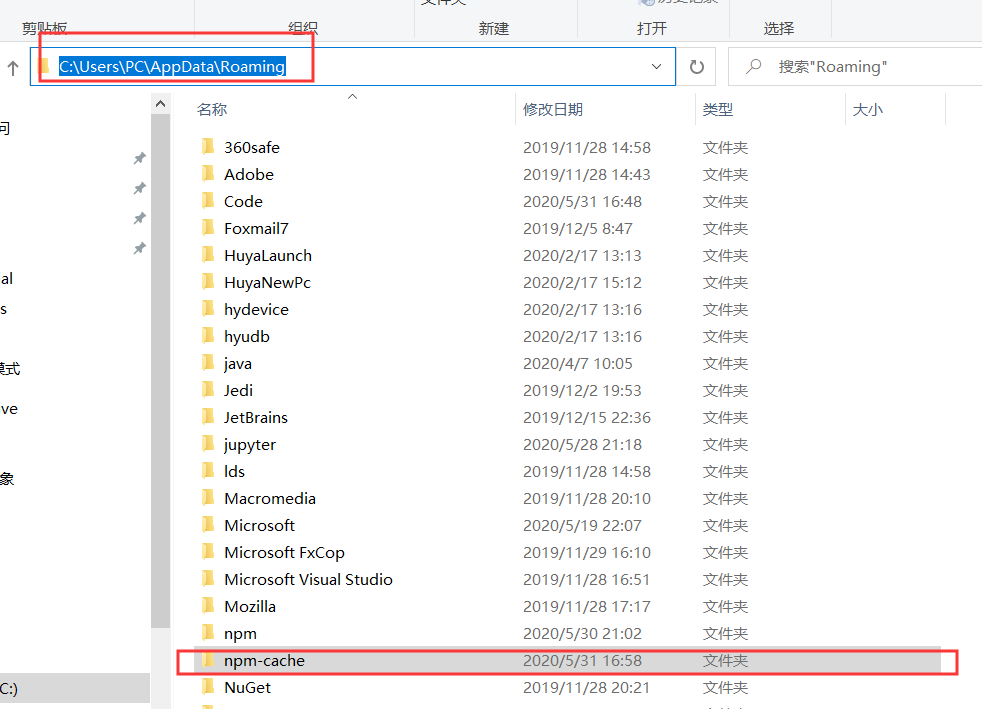 剪贴板 组织 新建 打开 选择
C:\Users\PC\AppData\Roaming 搜索"Roaming"
名称 修改日期 类型 大小
360safe 2019/11/28 14:58 文件夹
Adobe 2019/11/28 14:43 文件夹
Code 2020/5/31 16:48 文件夹
Foxmail7 2019/12/5 8:47 文件夹
HuyaLaunch 2020/2/17 13:13 文件夹
HuyaNewPc 2020/2/17 15:12 文件夹
hydevice 2020/2/17 13:16 文件夹
hyudb 2020/2/17 13:16 文件夹
java 2020/4/7 10:05 文件夹
Jedi 2019/12/2 19:53 文件夹
JetBrains 2019/12/15 22:36 文件夹
jupyter 2020/5/28 21:18 文件夹
lds 2019/11/28 14:58 文件夹
Macromedia 2019/11/28 20:10 文件夹
Microsoft 2020/5/19 22:07 文件夹
Microsoft FxCop 2019/11/29 16:10 文件夹
Microsoft Visual Studio 2019/11/28 16:51 文件夹
Mozilla 2019/11/28 17:17 文件夹
npm 2020/5/30 21:02 文件夹
npm-cache 2020/5/31 16:58 文件夹
NuGet 2019/11/28 20:21 文件夹
al
s
模式
ve
象
C:)